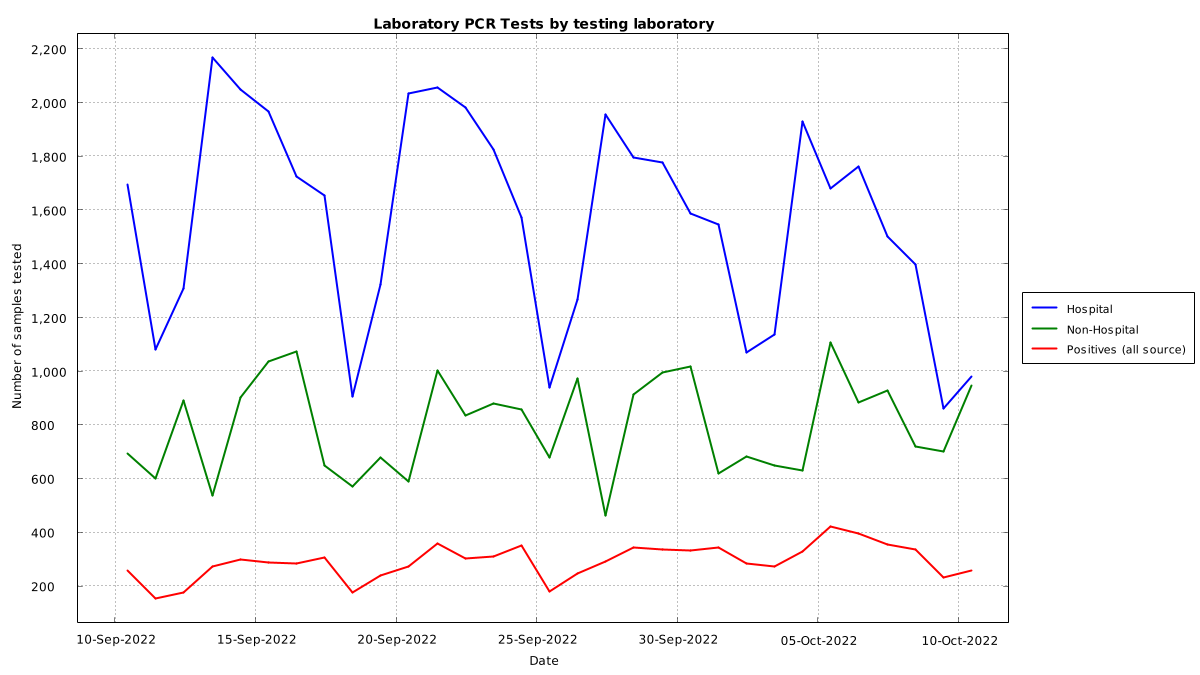 Laboratory PCR Tests by testing laboratory
2,200
2,000
1,800
1,600
1,400
1,200
1,000
800
600
400
200
Number of samples tested
10-Sep-2022
15-Sep-2022
20-Sep-2022
25-Sep-2022
30-Sep-2022
05-Oct-2022
10-Oct-2022
Date
Hospital
Non-Hospital
Positives (all source)